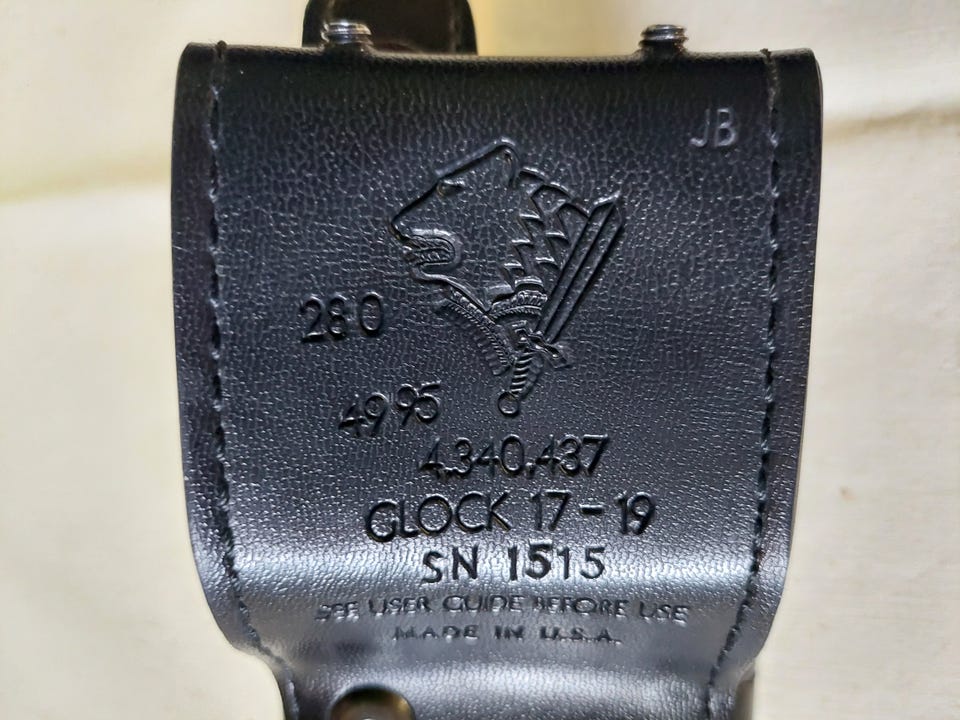 JB
280
4995
4,340,437
GLOCK 17-19
SN 1515
SEE USER GUIDE BEFORE USE
MADE IN U.S.A.